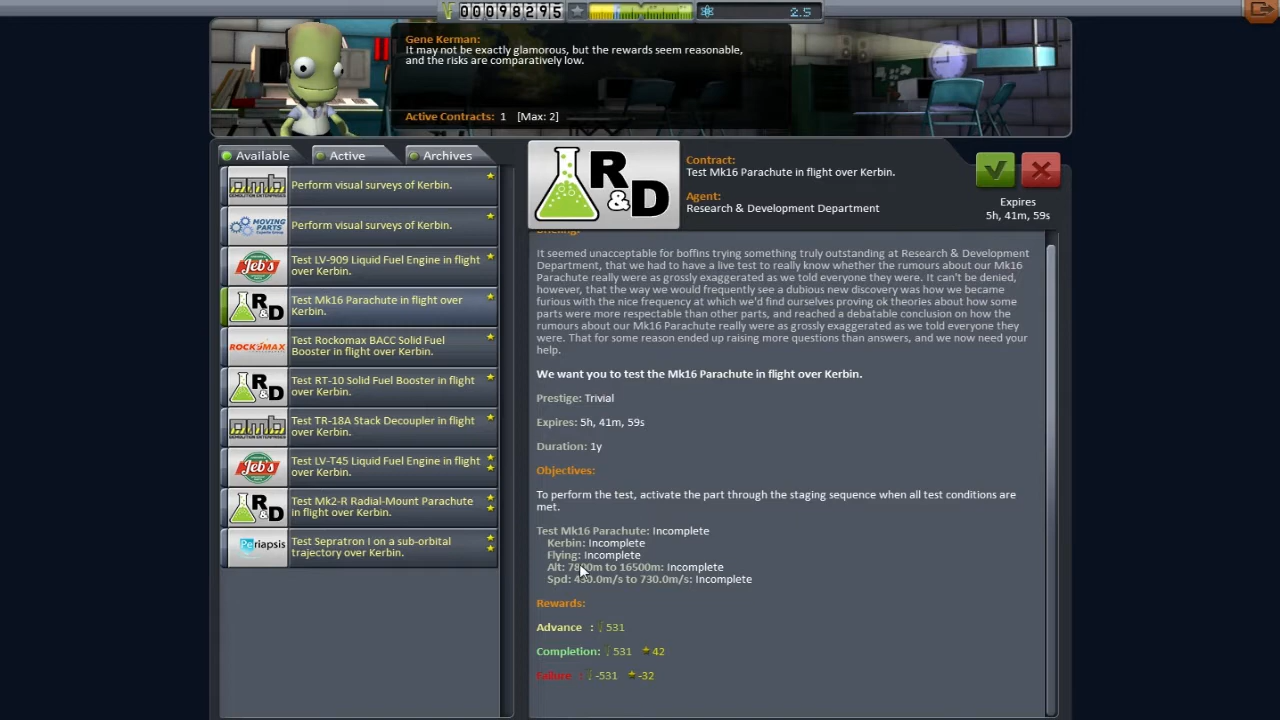 00098295
2.5
Gene Kerman:
It may not be exactly glamorous, but the rewards seem reasonable,
and the risks are comparatively low.
Active Contracts: 1 [Max: 2]
Available
Active
Archives
Perform visual surveys of Kerbin.
MOVING PARTS
Perform visual surveys of Kerbin.
Jeb's
Test LV-909 Liquid Fuel Engine in flight
over Kerbin.
R&D
Test Mk16 Parachute in flight over
Kerbin.
ROCKOMAX
Test Rockomax BACC Solid Fuel
Booster in flight over Kerbin.
R&D
Test RT-10 Solid Fuel Booster in flight
over Kerbin.
Test TR-18A Stack Decoupler in flight
over Kerbin.
Jeb's
Test LV-T45 Liquid Fuel Engine in flight
over Kerbin.
R&D
Test Mk2-R Radial-Mount Parachute
in flight over Kerbin.
Periapsis
Test Sepratron I on a sub-orbital
trajectory over Kerbin.
R&D
Contract:
Test Mk16 Parachute in flight over Kerbin.
Agent:
Research & Development Department
Expires
5h, 41m, 59s
Briefing:
It seemed unacceptable for boffins trying something truly outstanding at Research & Development
Department, that we had to have a live test to really know whether the rumours about our Mk16
Parachute really were as grossly exaggerated as we told everyone they were. It can't be denied,
however, that the way we would frequently see a dubious new discovery was how we became
furious with the nice frequency at which we'd find ourselves proving ok theories about how some
parts were more respectable than other parts, and reached a debatable conclusion on how the
rumours about our Mk16 Parachute really were as grossly exaggerated as we told everyone they
were. That for some reason ended up raising more questions than answers, and we now need your
help.
We want you to test the Mk16 Parachute in flight over Kerbin.
Prestige: Trivial
Expires: 5h, 41m, 59s
Duration: 1y
Objectives:
To perform the test, activate the part through the staging sequence when all test conditions are
met.
Test Mk16 Parachute: Incomplete
Kerbin: Incomplete
Flying: Incomplete
Alt: 7800m to 16500m: Incomplete
Spd: to 730.0m/s: Incomplete
Rewards:
Advance : 531
Completion: 531 42
Failure : -531 -32